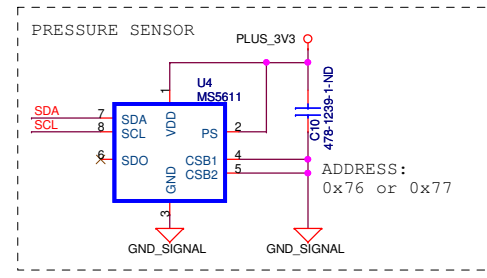 PRESSURE SENSOR
PLUS_3V3
U4
MS5611
1
SDA 7 SDA
SCL 8 SCL
VDD
PS 2
6 SDO
CSB1 4
CSB2 5
GND
3
C10
478-1239-1-ND
ADDRESS:
0x76 or 0x77
GND_SIGNAL
GND_SIGNAL